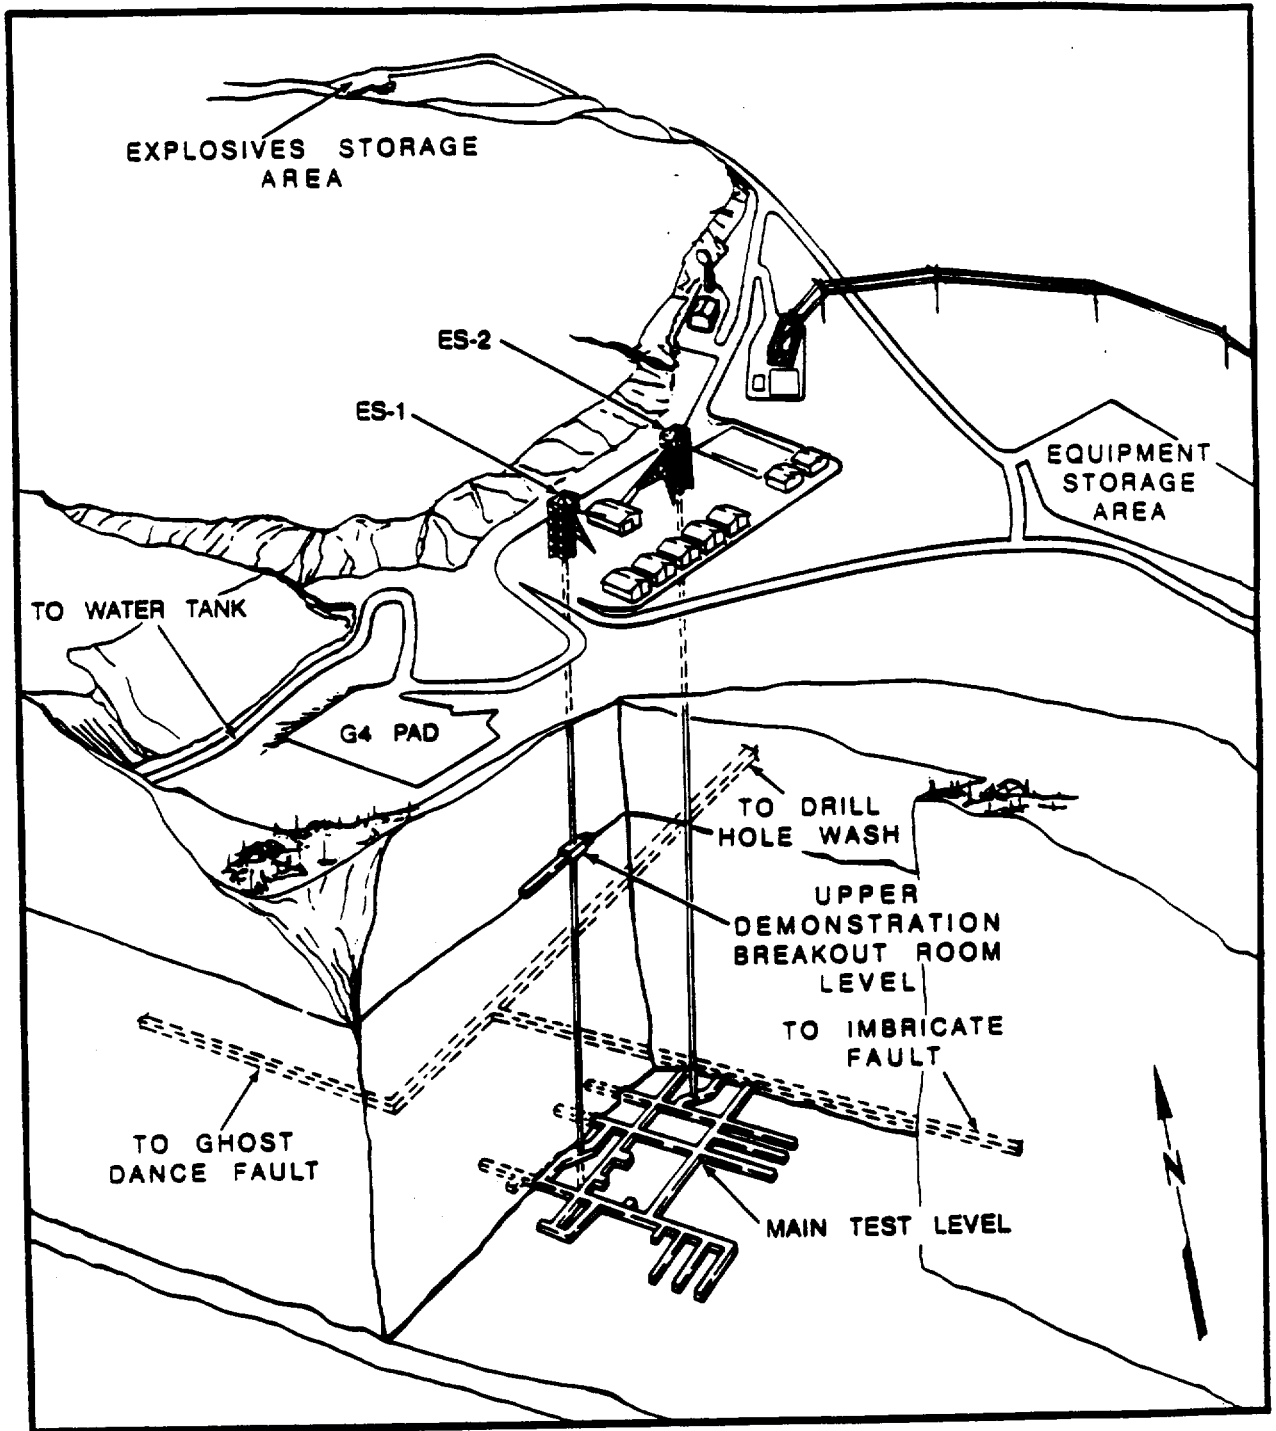 EXPLOSIVES STORAGE
AREA
ES-2
ES-1
EQUIPMENT
STORAGE
AREA
TO WATER TANK
G4 PAD
TO DRILL
HOLE WASH
UPPER
DEMONSTRATION
BREAKOUT ROOM
LEVEL
TO IMBRICATE
FAULT
TO GHOST
DANCE FAULT
MAIN TEST LEVEL
N